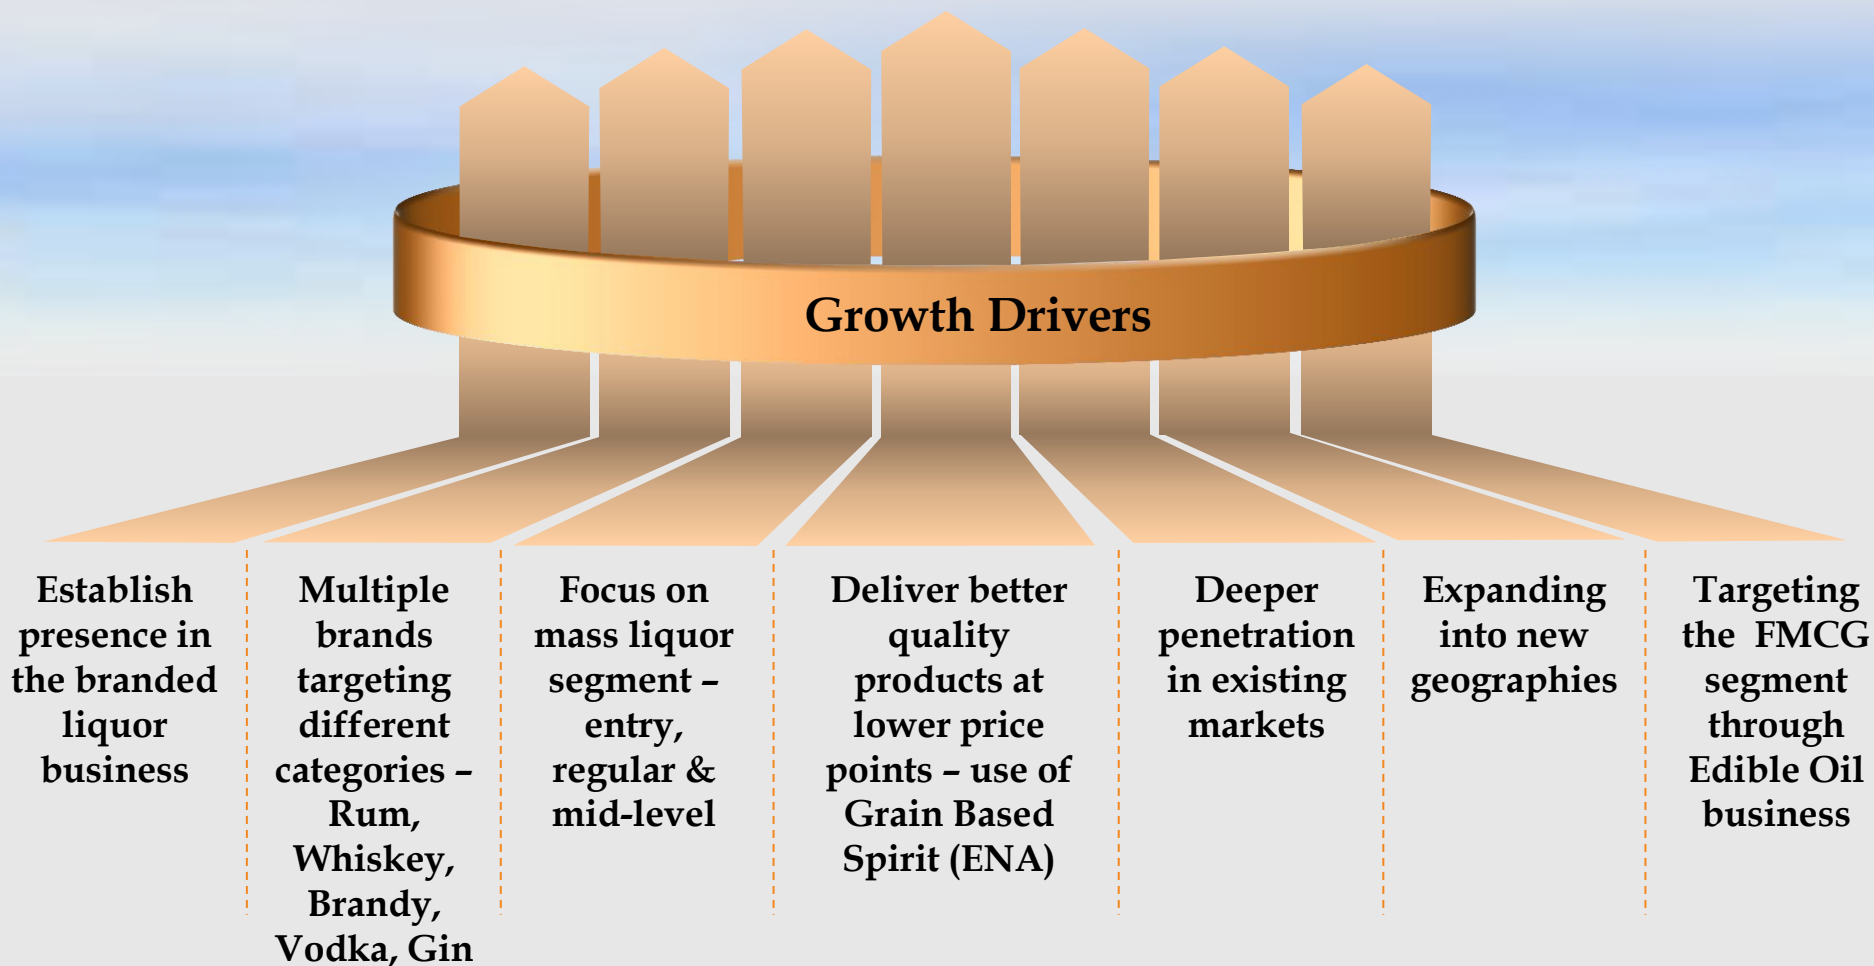 Growth Drivers
Establish
presence in
the branded
liquor
business
Multiple
brands
targeting
different
categories –
Rum,
Whiskey,
Brandy,
Vodka, Gin
Focus on
mass liquor
segment –
entry,
regular &
mid-level
Deliver better
quality
products at
lower price
points – use of
Grain Based
Spirit (ENA)
Deeper
penetration
in existing
markets
Expanding
into new
geographies
Targeting
the FMCG
segment
through
Edible Oil
business